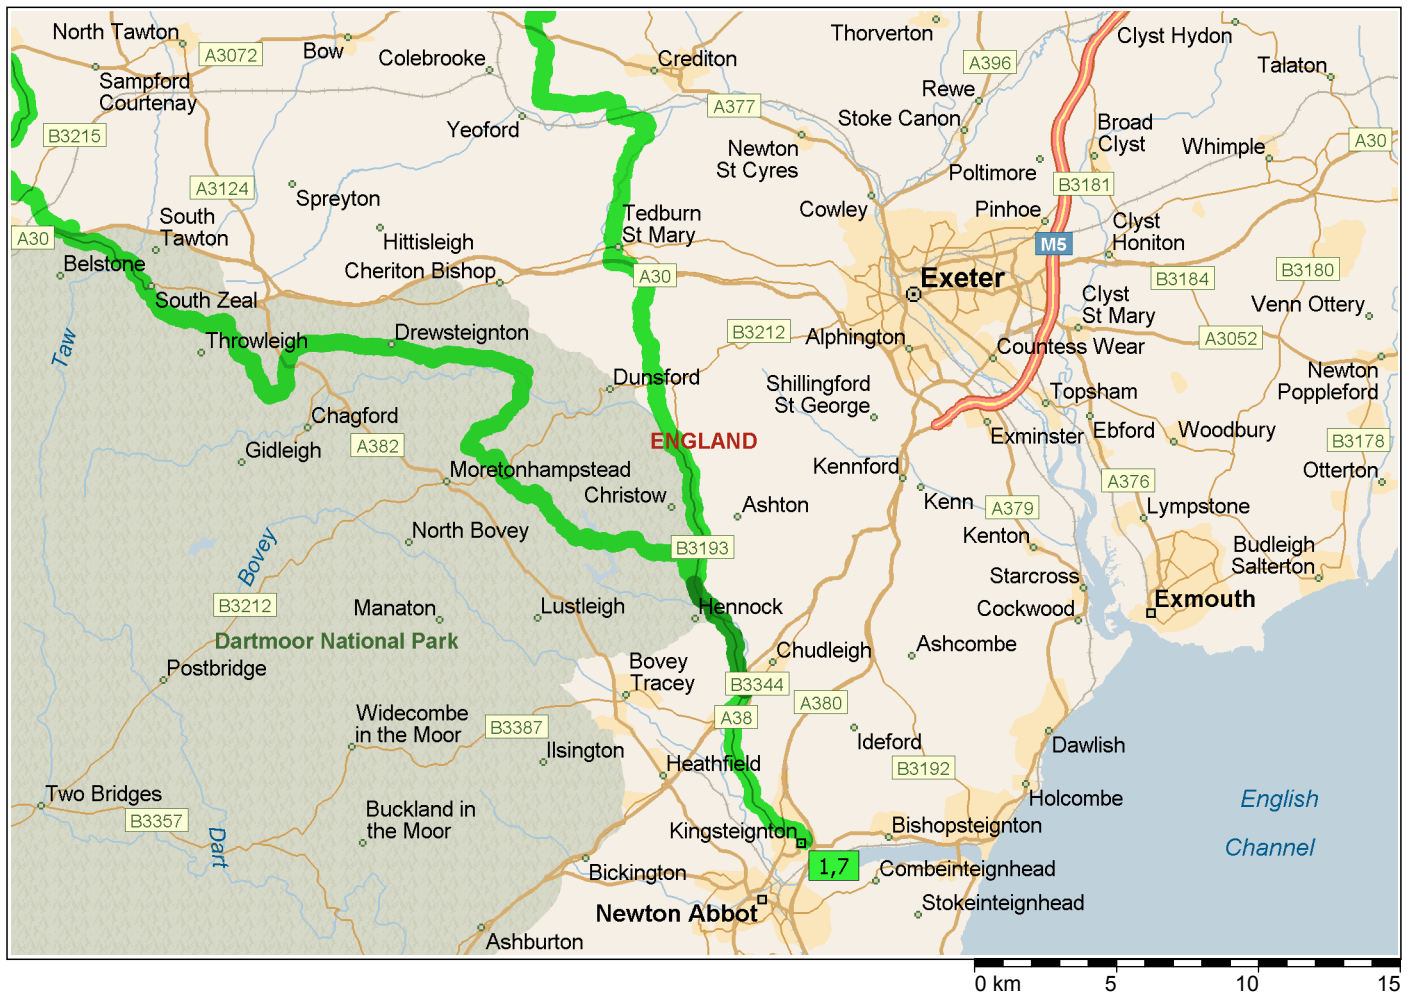 North Tawton
A3072
Bow
Colebrooke
Crediton
Thorverton
A396
Clyst Hydon
Talaton
Sampford
Courtenay
B3215
Yeoford
A377
Rewe
Stoke Canon
Broad
Clyst
Whimple
A30
Newton
St Cyres
Poltimore
B3181
A3124
Spreyton
South
Tawton
Hittisleigh
Tedburn
St Mary
Cowley
Pinhoe
Clyst
Honiton
M5
A30
Belstone
Cheriton Bishop
A30
Exeter
B3184
B3180
South Zeal
Clyst
St Mary
Venn Ottery
Taw
Throwleigh
Drewsteignton
B3212
Alphington
Countess Wear
A3052
Newton
Poppleford
Dunsford
Shillingford
St George
Topsham
Chagford
A382
Gidleigh
ENGLAND
Exminster
Ebford
Woodbury
B3178
Otterton
Moretonhampstead
Kennford
Christow
Ashton
Kenn
A379
A376
Lympstone
North Bovey
Bovey
B3193
Kenton
Budleigh
Salterton
Starcross
B3212
Manaton
Lustleigh
Hennock
Cockwood
Exmouth
Dartmoor National Park
Postbridge
Bovey
Tracey
Chudleigh
Ashcombe
B3344
A380
A38
Widecombe
in the Moor
B3387
Ilsington
Ideford
Dawlish
Heathfield
B3192
Two Bridges
B3357
Buckland in
the Moor
Holcombe
English
Channel
Dart
Kingsteignton
Bishopsteignton
1,7
Bickington
Combeinteignhead
Newton Abbot
Stokeinteignhead
Ashburton
0 km
5
10
15